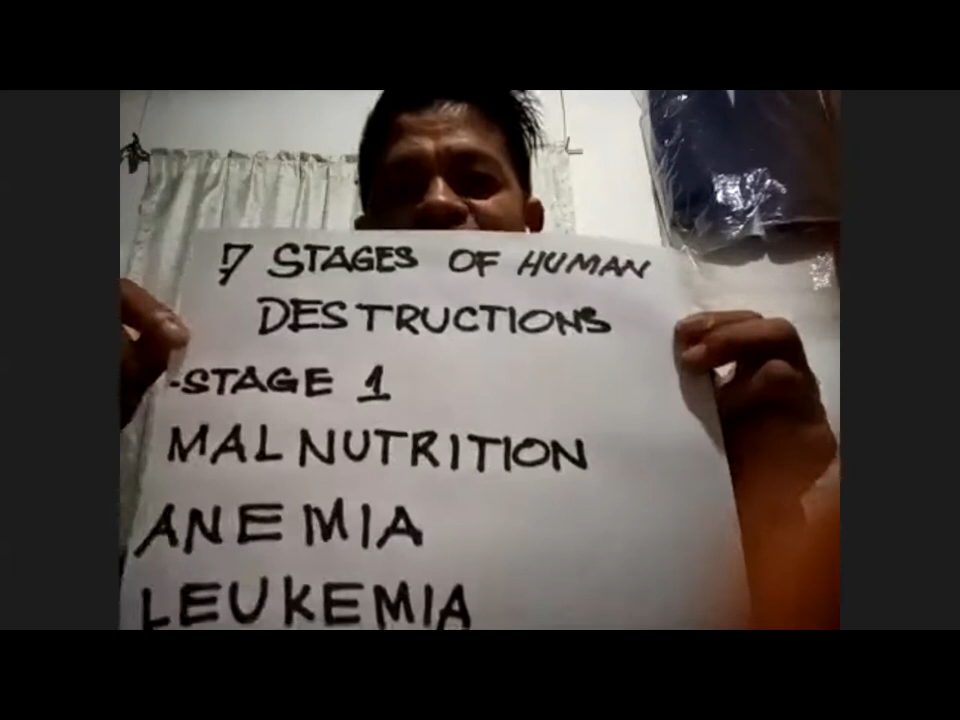 7 STAGES OF HUMAN
DESTRUCTIONS
-STAGE 1
MALNUTRITION
ANEMIA
LEUKEMIA